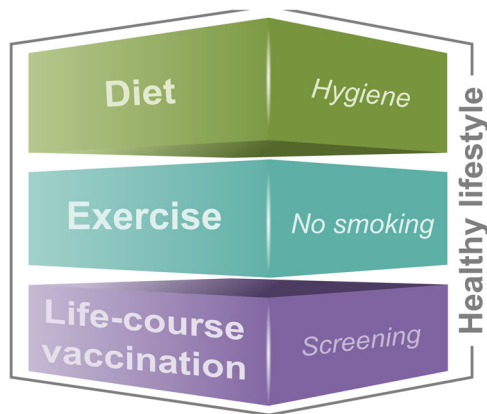 Diet
Hygiene
Exercise
No smoking
Life-course
vaccination
Screening
Healthy lifestyle